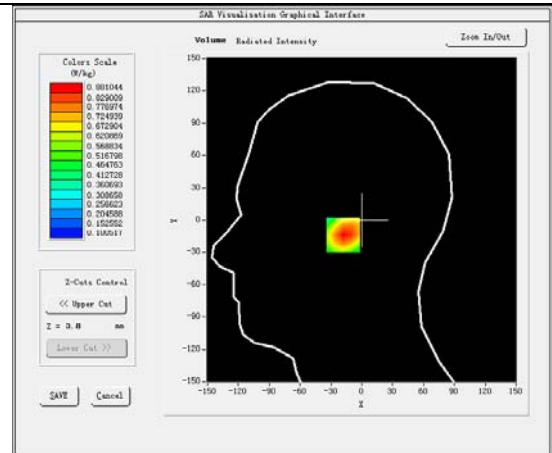 SAR Visualisation Graphical Interface
Volume Radiated Intensity
Zoom In/Out
Colors Scale
(W/kg)
0.881044
0.829009
0.776974
0.724939
0.672904
0.620869
0.568834
0.516798
0.464763
0.412728
0.360693
0.308658
0.256623
0.204588
0.152552
0.100517
Z-Cuts Control
<< Upper Cut
Z = 3.8 mm
Lower Cut >>
SAVE
Cancel
150
120
90
60
30
0
-30
-60
-90
-120
-150
Y
-150 -120 -90 -60 -30 0 30 60 90 120 150
X